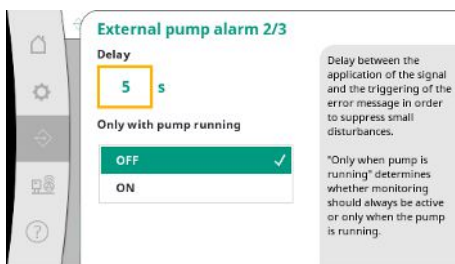 External pump alarm 2/3
Delay
5 s
Only with pump running
OFF
ON
Delay between the
application of the signal
and the triggering of the
error message in order
to suppress small
disturbances.
"Only when pump is
running" determines
whether monitoring
should always be active
or only when the pump
is running.